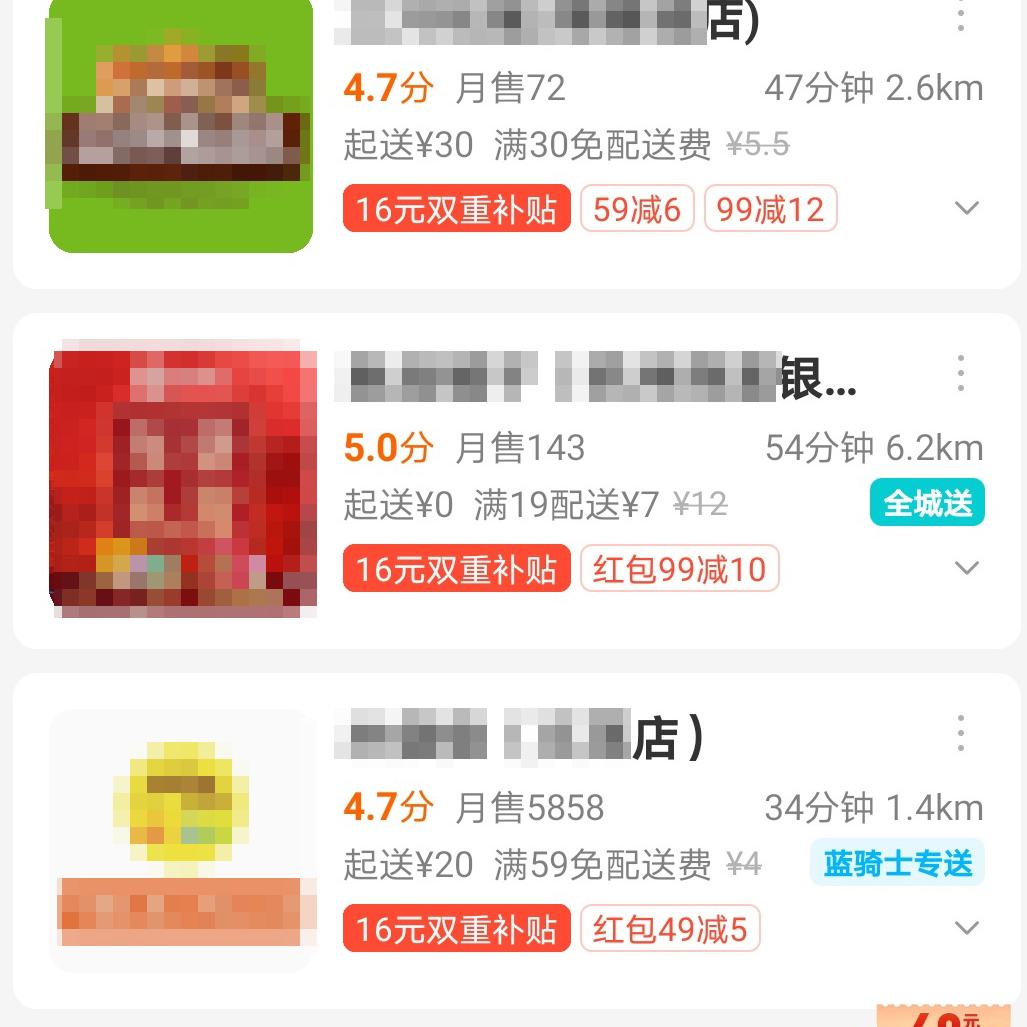 店)
4.7分 月售72 47分钟 2.6km
起送¥30 满30免配送费 ¥5.5
16元双重补贴 59减6 99减12
银...
5.0分 月售143 54分钟 6.2km
起送¥0 满19配送¥7 ¥12 全城送
16元双重补贴 红包99减10
店)
4.7分 月售5858 34分钟 1.4km
起送¥20 满59免配送费 ¥4 蓝骑士专送
16元双重补贴 红包49减5